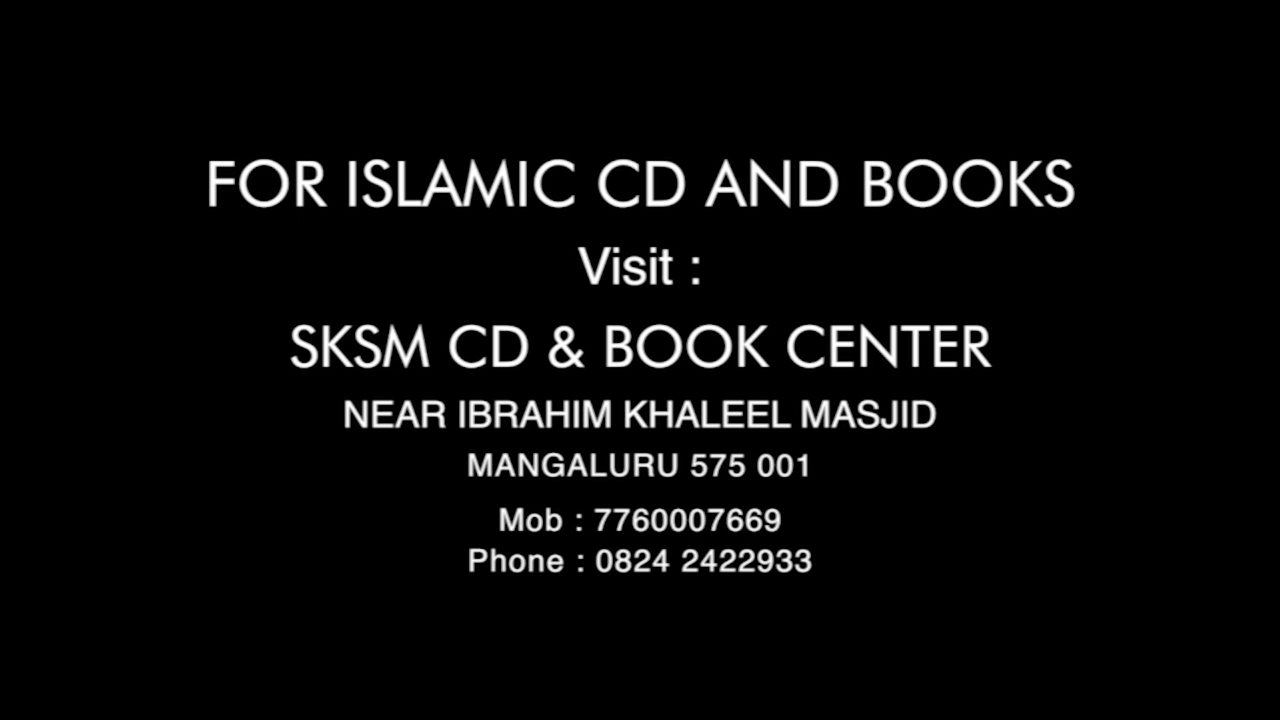 FOR ISLAMIC CD AND BOOKS
Visit :
SKSM CD & BOOK CENTER
NEAR IBRAHIM KHALEEL MASJID
MANGALURU 575 001
Mob : 7760007669
Phone : 0824 2422933